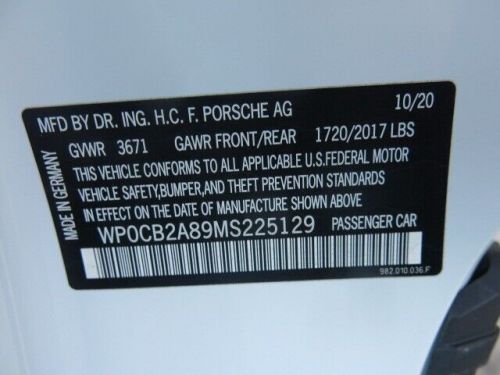 MFD BY DR. ING. H.C. F. PORSCHE AG 10/20
GVWR 3671 GAWR FRONT/REAR 1720/2017 LBS
THIS VEHICLE CONFORMS TO ALL APPLICABLE U.S.FEDERAL MOTOR
VEHICLE SAFETY,BUMPER,AND THEFT PREVENTION STANDARDS
IN EFFECT ON THE DATE OF MANUFACTURE SHOWN ABOVE
WP0CB2A89MS225129 PASSENGER CAR
982.010.036.F
MADE IN GERMANY